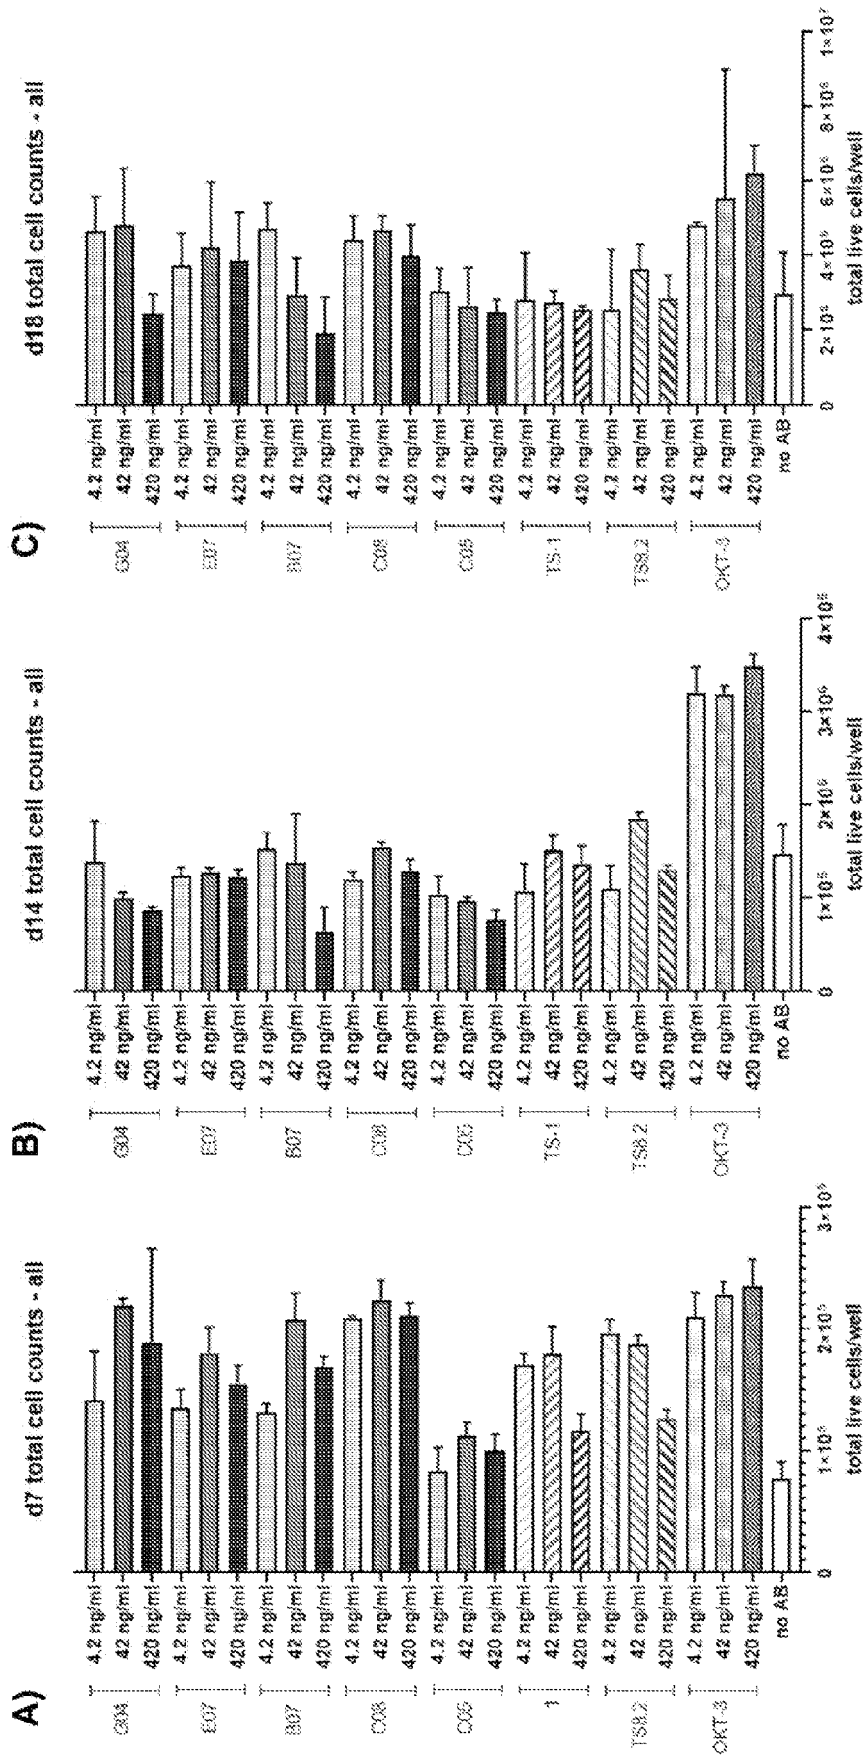 A)
d7 total cell counts - all
G04
4.2 ng/ml
42 ng/ml
420 ng/ml
E07
4.2 ng/ml
42 ng/ml
420 ng/ml
B07
4.2 ng/ml
42 ng/ml
420 ng/ml
C08
4.2 ng/ml
42 ng/ml
420 ng/ml
C05
4.2 ng/ml
42 ng/ml
420 ng/ml
1
4.2 ng/ml
42 ng/ml
420 ng/ml
TS8.2
4.2 ng/ml
42 ng/ml
420 ng/ml
OKT-3
4.2 ng/ml
42 ng/ml
420 ng/ml
no AB
0 1×10⁵ 2×10⁵ 3×10⁵
total live cells/well
B)
d14 total cell counts - all
G04
4.2 ng/ml
42 ng/ml
420 ng/ml
E07
4.2 ng/ml
42 ng/ml
420 ng/ml
B07
4.2 ng/ml
42 ng/ml
420 ng/ml
C08
4.2 ng/ml
42 ng/ml
420 ng/ml
C05
4.2 ng/ml
42 ng/ml
420 ng/ml
TS-1
4.2 ng/ml
42 ng/ml
420 ng/ml
TS8.2
4.2 ng/ml
42 ng/ml
420 ng/ml
OKT-3
4.2 ng/ml
42 ng/ml
420 ng/ml
no AB
0 1×10⁶ 2×10⁶ 3×10⁶ 4×10⁶
total live cells/well
C)
d18 total cell counts - all
G04
4.2 ng/ml
42 ng/ml
420 ng/ml
E07
4.2 ng/ml
42 ng/ml
420 ng/ml
B07
4.2 ng/ml
42 ng/ml
420 ng/ml
C08
4.2 ng/ml
42 ng/ml
420 ng/ml
C05
4.2 ng/ml
42 ng/ml
420 ng/ml
TS-1
4.2 ng/ml
42 ng/ml
420 ng/ml
TS8.2
4.2 ng/ml
42 ng/ml
420 ng/ml
OKT-3
4.2 ng/ml
42 ng/ml
420 ng/ml
no AB
0 2×10⁶ 4×10⁶ 6×10⁶ 8×10⁶ 1×10⁷
total live cells/well